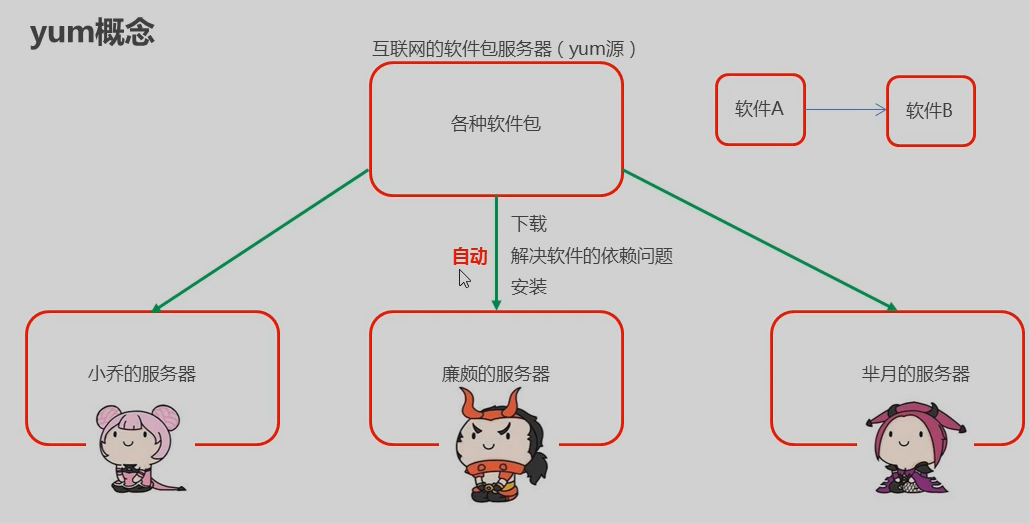 yum概念
互联网的软件包服务器（yum源）
各种软件包
软件A
软件B
下载
自动
解决软件的依赖问题
安装
小乔的服务器
廉颇的服务器
芈月的服务器